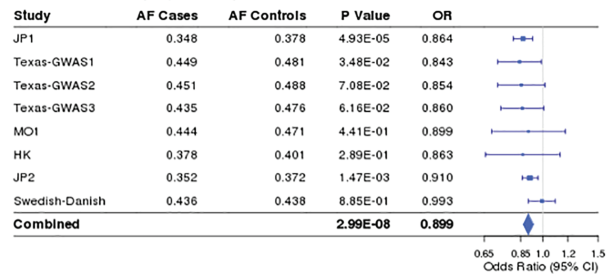 Study AF Cases AF Controls P Value OR
JP1 0.348 0.378 4.93E-05 0.864
Texas-GWAS1 0.449 0.481 3.48E-02 0.843
Texas-GWAS2 0.451 0.488 7.08E-02 0.854
Texas-GWAS3 0.435 0.476 6.16E-02 0.860
MO1 0.444 0.471 4.41E-01 0.899
HK 0.378 0.401 2.89E-01 0.863
JP2 0.352 0.372 1.47E-03 0.910
Swedish-Danish 0.436 0.438 8.85E-01 0.993
Combined 2.99E-08 0.899
0.65 0.85 1.0 1.2 1.5
Odds Ratio (95% CI)